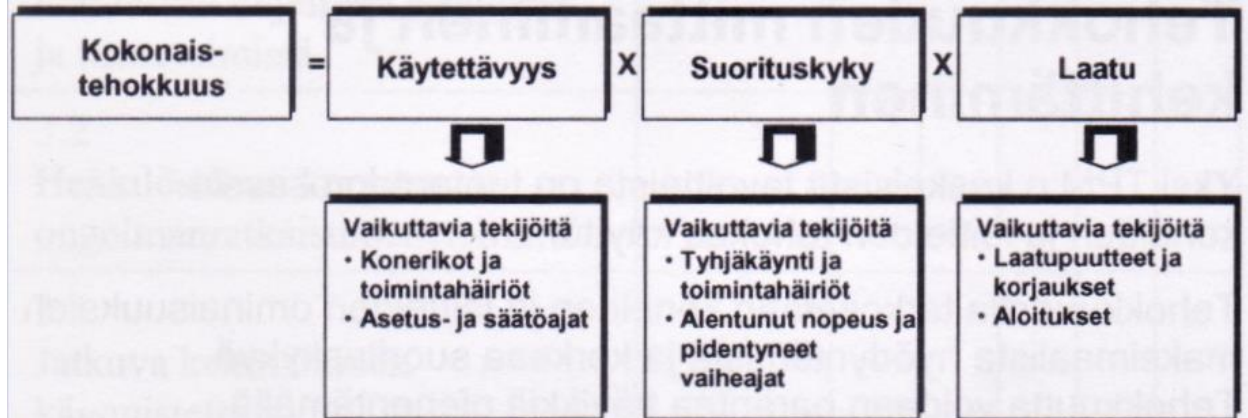 Kokonais-
tehokkuus
=
Käytettävyys
X
Suorituskyky
X
Laatu
Vaikuttavia tekijöitä
• Konerikot ja
toimintahäiriöt
• Asetus- ja säätöajat
Vaikuttavia tekijöitä
• Tyhjäkäynti ja
toimintahäiriöt
• Alentunut nopeus ja
pidentyneet
vaiheajat
Vaikuttavia tekijöitä
• Laatupuutteet ja
korjaukset
• Aloitukset